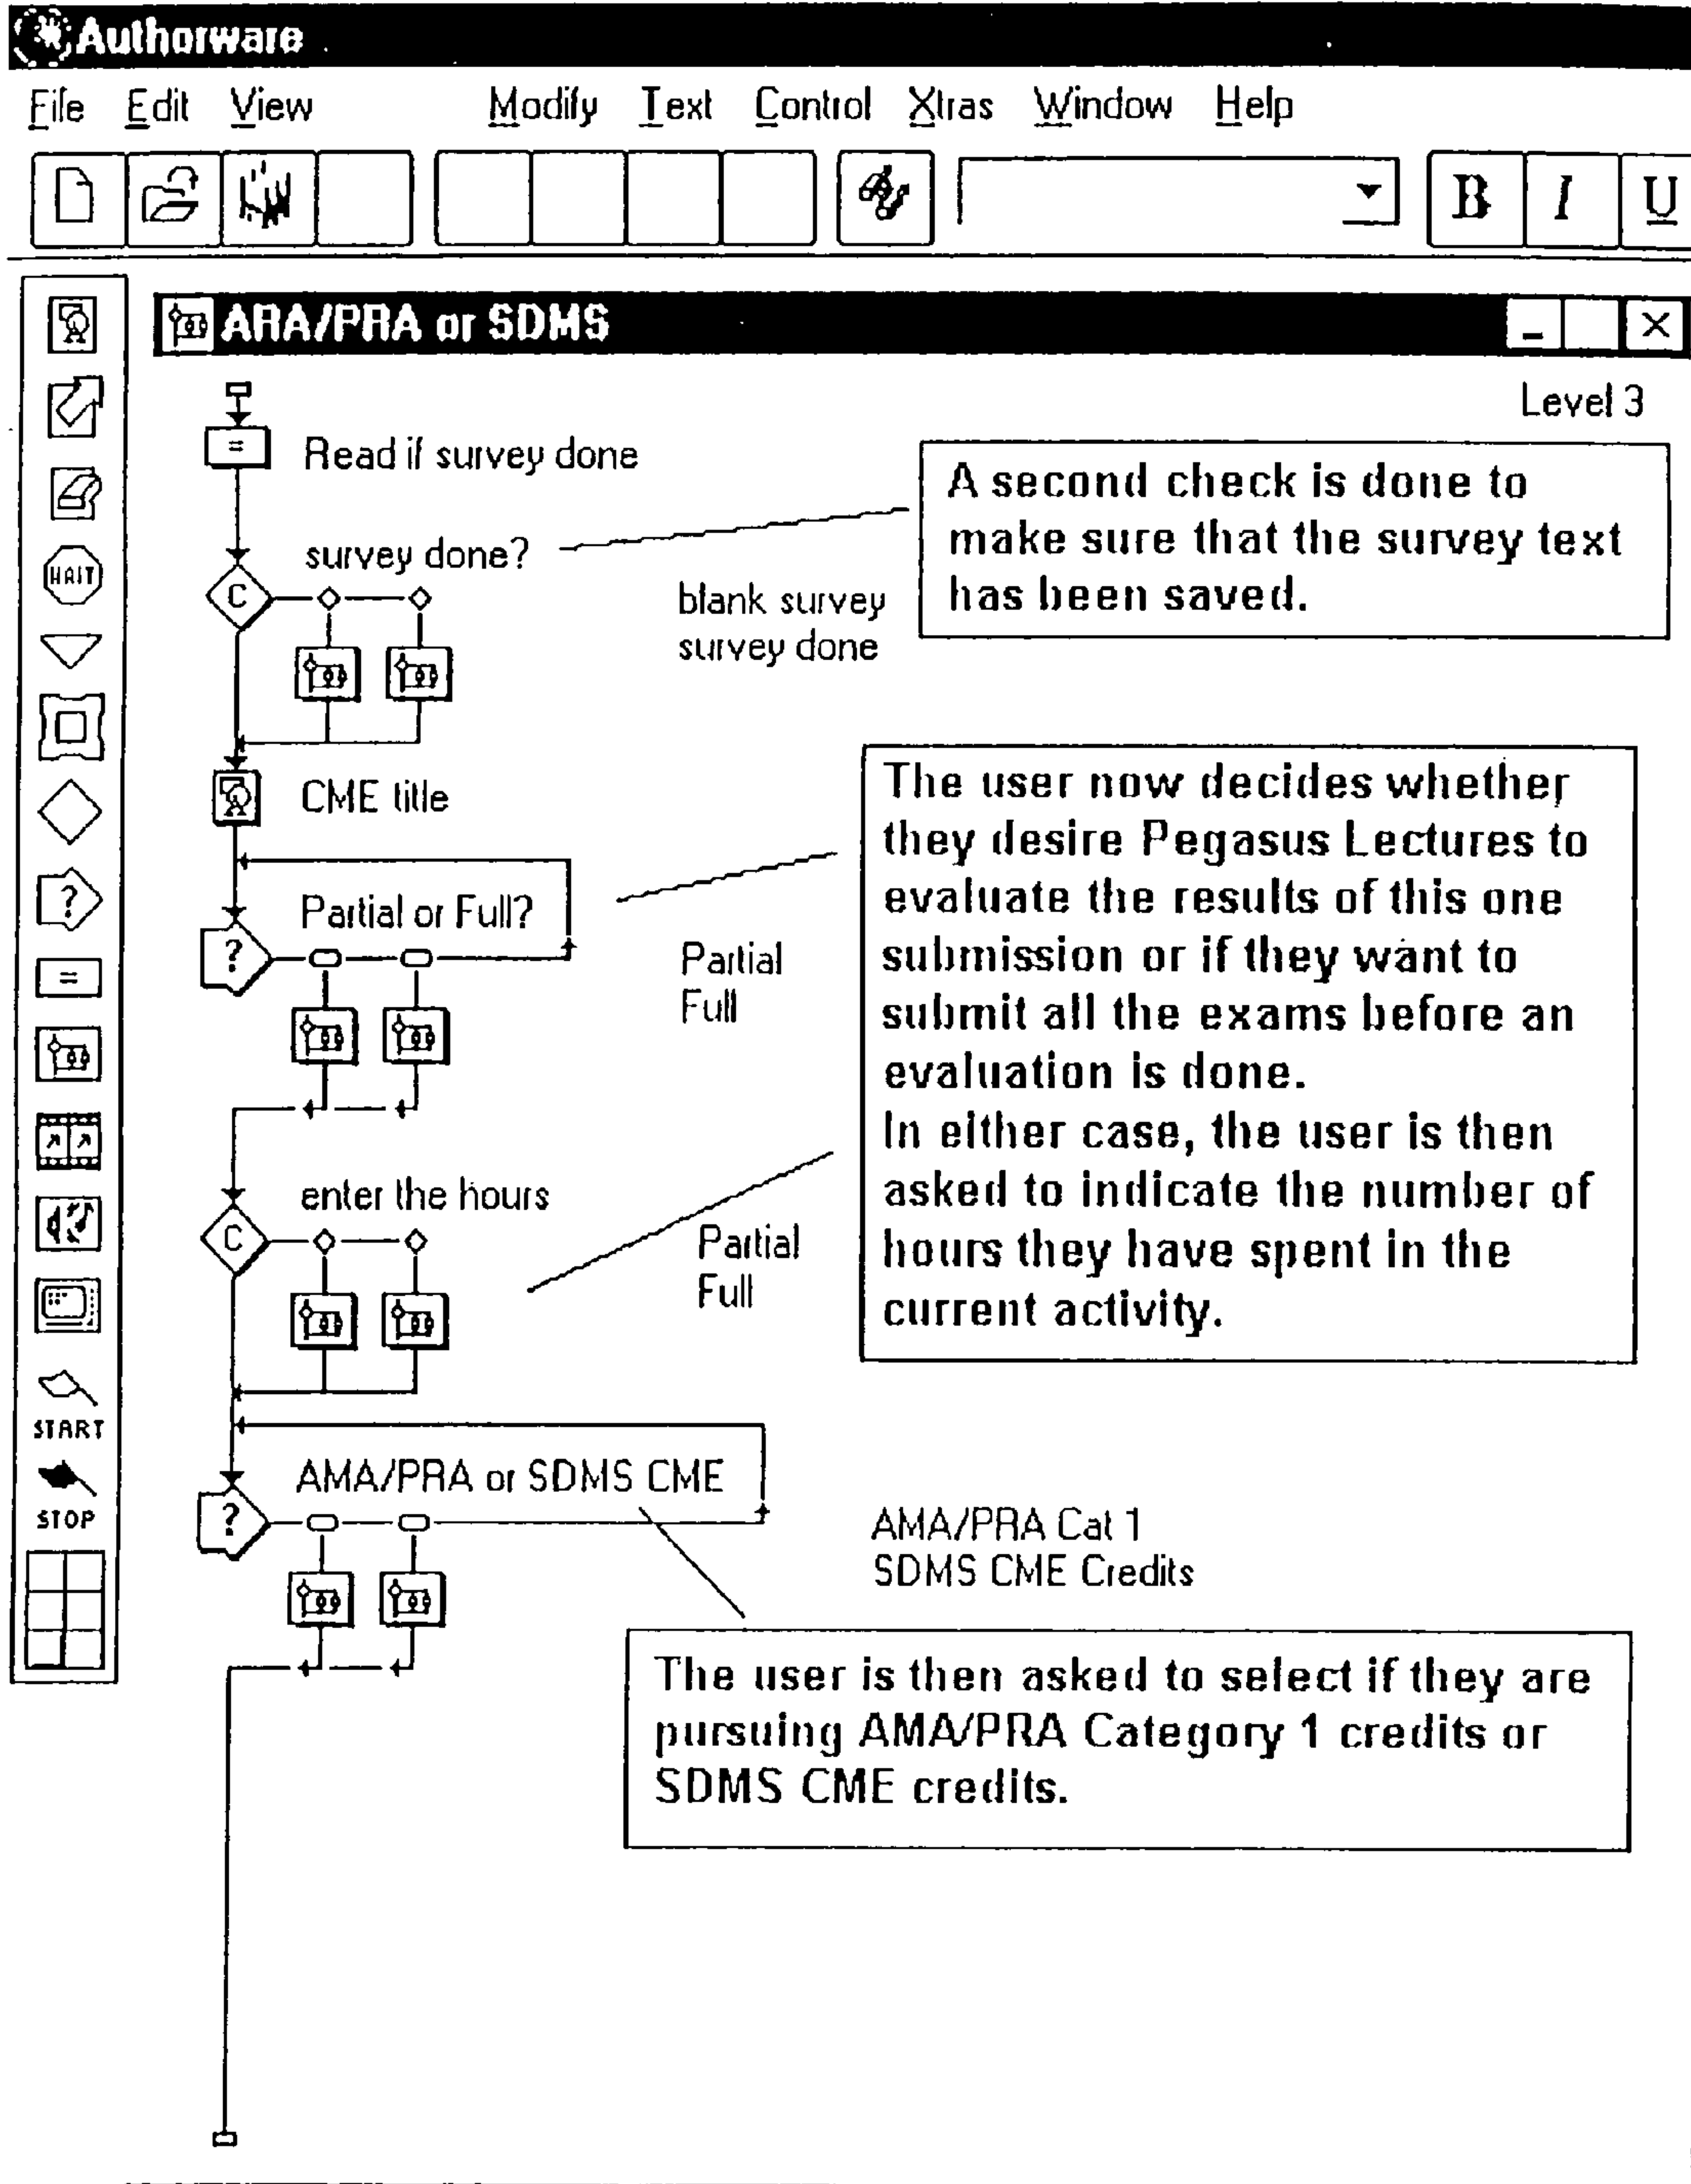 Authorware
File Edit View Modify Text Control Xtras Window Help
B I U
ARA/PRA or SDMS
Level 3
=
Read if survey done
A second check is done to
make sure that the survey text
has been saved.
survey done?
C
blank survey
survey done
WAIT
CME title
The user now decides whether
they desire Pegasus Lectures to
evaluate the results of this one
submission or if they want to
submit all the exams before an
evaluation is done.
In either case, the user is then
asked to indicate the number of
hours they have spent in the
current activity.
?
Partial or Full?
?
Partial
Full
=
enter the hours
C
Partial
Full
START
STOP
AMA/PRA or SDMS CME
?
AMA/PRA Cat 1
SDMS CME Credits
The user is then asked to select if they are
pursuing AMA/PRA Category 1 credits or
SDMS CME credits.